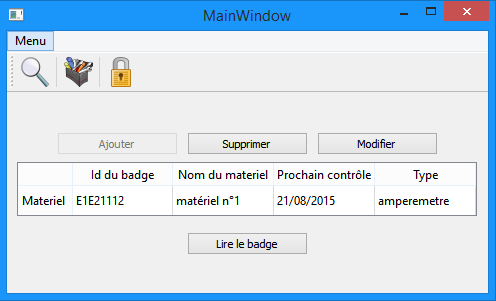 MainWindow
Menu
Ajouter Supprimer Modifier
Id du badge Nom du materiel Prochain contrôle Type
Materiel E1E21112 matériel n°1 21/08/2015 amperemetre
Lire le badge